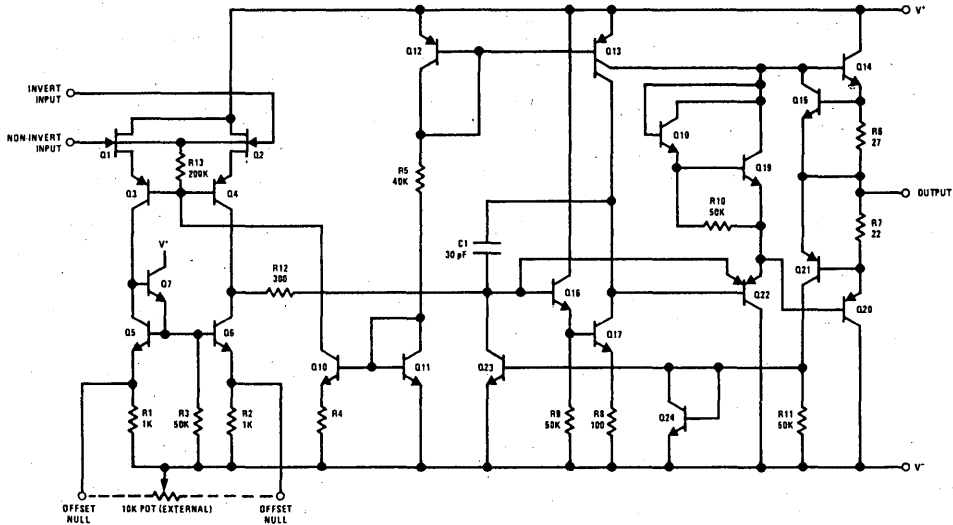 V+
Q12
Q13
Q14
Q15
INVERT
INPUT
NON-INVERT
INPUT
Q1
Q2
R13
200K
R6
27
Q19
Q19
Q3
Q4
R5
40K
OUTPUT
R10
50K
R7
22
C1
30 pF
V+
Q7
R12
300
Q21
Q16
Q22
Q20
Q5
Q6
Q17
Q10
Q11
Q23
R1
1K
R3
50K
R2
1K
R4
R9
50K
R8
100
Q24
R11
50K
V-
OFFSET
NULL
10K POT (EXTERNAL)
OFFSET
NULL